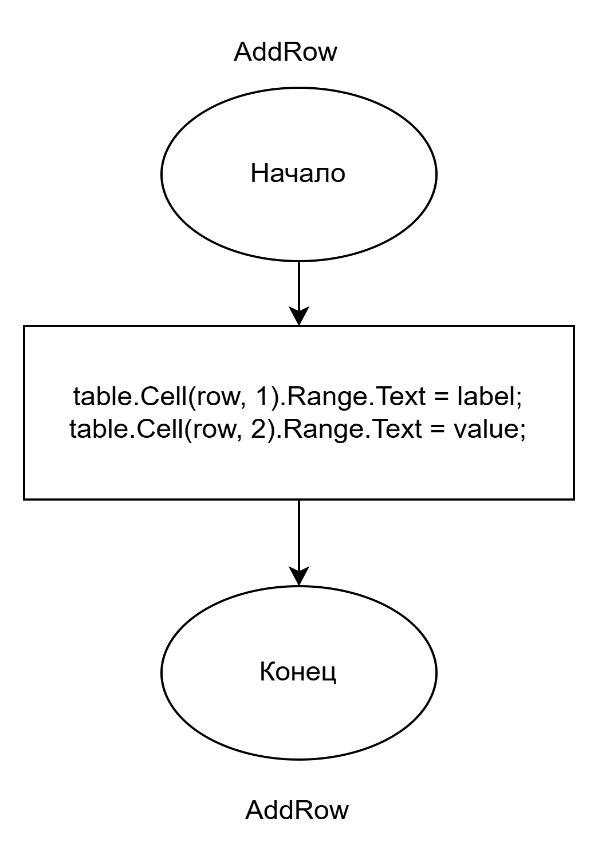 AddRow
Начало
table.Cell(row, 1).Range.Text = label;
table.Cell(row, 2).Range.Text = value;
Конец
AddRow